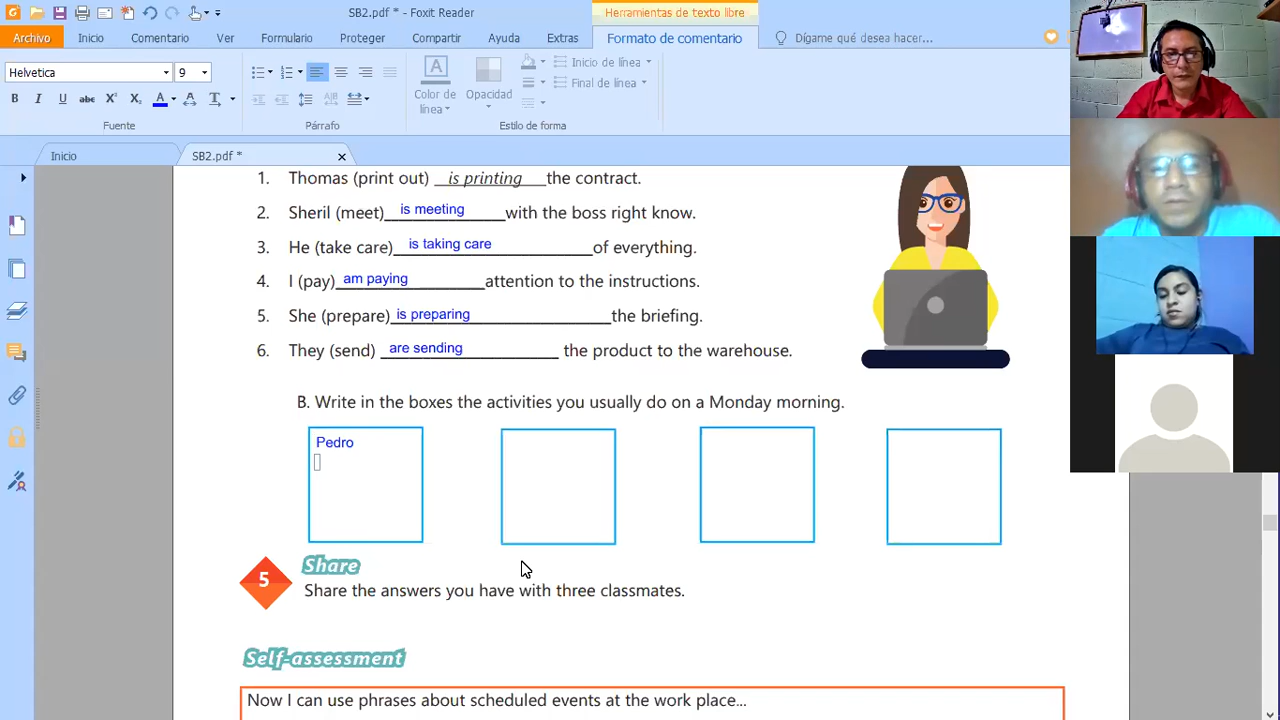 SB2.pdf * - Foxit Reader
Herramientas de texto libre
Archivo Inicio Comentario Ver Formulario Proteger Compartir Ayuda Extras Formato de comentario Dígame qué desea hacer...
Helvetica 9
Color de línea Opacidad
Inicio de línea
Final de línea
Fuente Párrafo Estilo de forma
Inicio SB2.pdf *
1. Thomas (print out) is printing the contract.
2. Sheril (meet) is meeting with the boss right know.
3. He (take care) is taking care of everything.
4. I (pay) am paying attention to the instructions.
5. She (prepare) is preparing the briefing.
6. They (send) are sending the product to the warehouse.
B. Write in the boxes the activities you usually do on a Monday morning.
Pedro
5 Share
Share the answers you have with three classmates.
Self-assessment
Now I can use phrases about scheduled events at the work place...